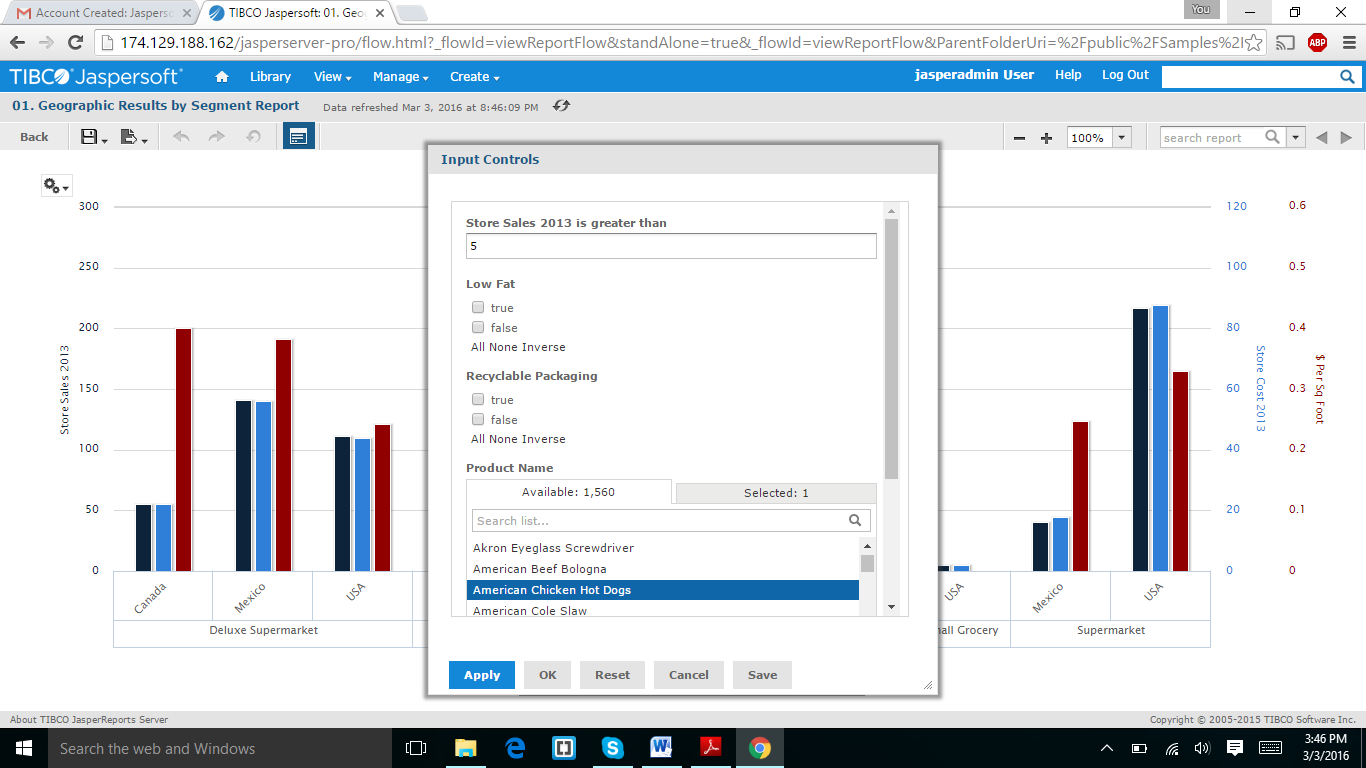 Account Created: Jasperso
TIBCO Jaspersoft: 01. Geo
You
174.129.188.162/jasperserver-pro/flow.html?_flowId=viewReportFlow&standAlone=true&_flowId=viewReportFlow&ParentFolderUri=%2Fpublic%2FSamples%2
ABP
TIBCO Jaspersoft®
Library
View
Manage
Create
jasperadmin User
Help
Log Out
01. Geographic Results by Segment Report
Data refreshed Mar 3, 2016 at 8:46:09 PM
Back
100%
search report
Input Controls
Store Sales 2013 is greater than
5
Low Fat
true
false
All None Inverse
Recyclable Packaging
true
false
All None Inverse
Product Name
Available: 1,560
Selected: 1
Search list...
Akron Eyeglass Screwdriver
American Beef Bologna
American Chicken Hot Dogs
American Cole Slaw
Apply
OK
Reset
Cancel
Save
300
250
200
150
100
50
0
Store Sales 2013
120
100
80
60
40
20
0
Store Cost 2013
0.6
0.5
0.4
0.3
0.2
0.1
0
$ Per Sq Foot
Canada
Mexico
USA
USA
Mexico
USA
Deluxe Supermarket
all Grocery
Supermarket
About TIBCO JasperReports Server
Copyright © 2005-2015 TIBCO Software Inc.
Search the web and Windows
3:46 PM
3/3/2016